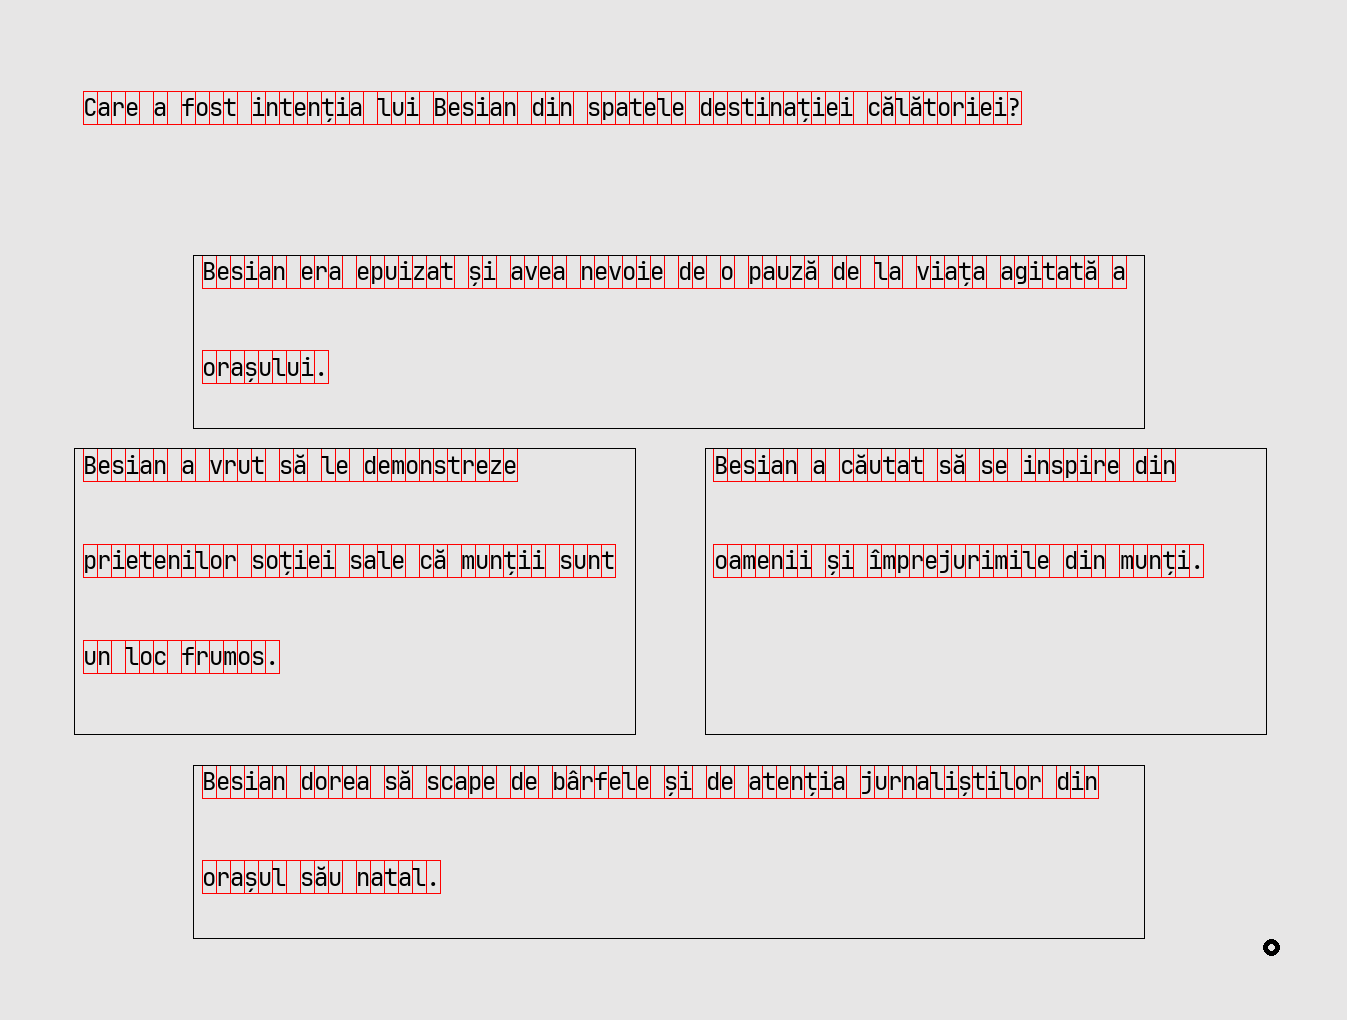 Care a fost intenția lui Besian din spatele destinației călătoriei?
Besian era epuizat și avea nevoie de o pauză de la viața agitată a
orașului.
Besian a vrut să le demonstreze
prietenilor soției sale că munții sunt
un loc frumos.
Besian a căutat să se inspire din
oamenii și împrejurimile din munți.
Besian dorea să scape de bârfele și de atenția jurnaliștilor din
orașul său natal.